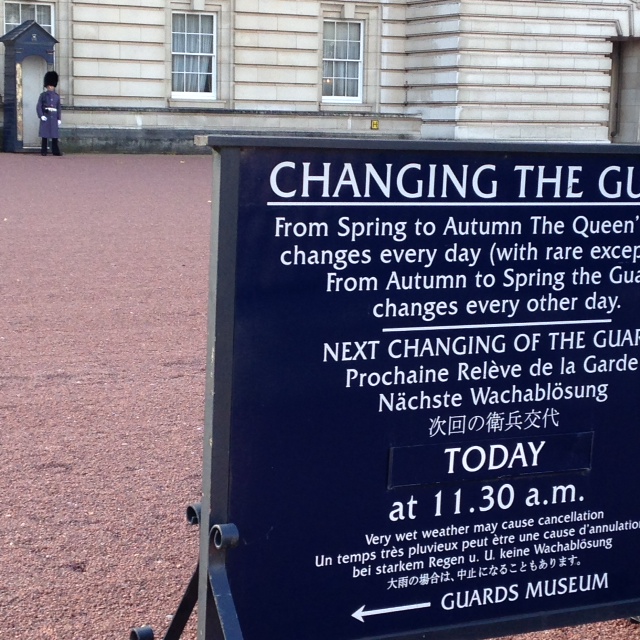 CHANGING THE GU
From Spring to Autumn The Queen'
changes every day (with rare excep
From Autumn to Spring the Gua
changes every other day.
NEXT CHANGING OF THE GUAR
Prochaine Relève de la Garde
Nächste Wachablösung
次回の衛兵交代
TODAY
at 11.30 a.m.
Very wet weather may cause cancellation
Un temps très pluvieux peut être une cause d'annulatio
bei starkem Regen u. U. keine Wachablösung
大雨の場合は、中止になることもあります。
GUARDS MUSEUM